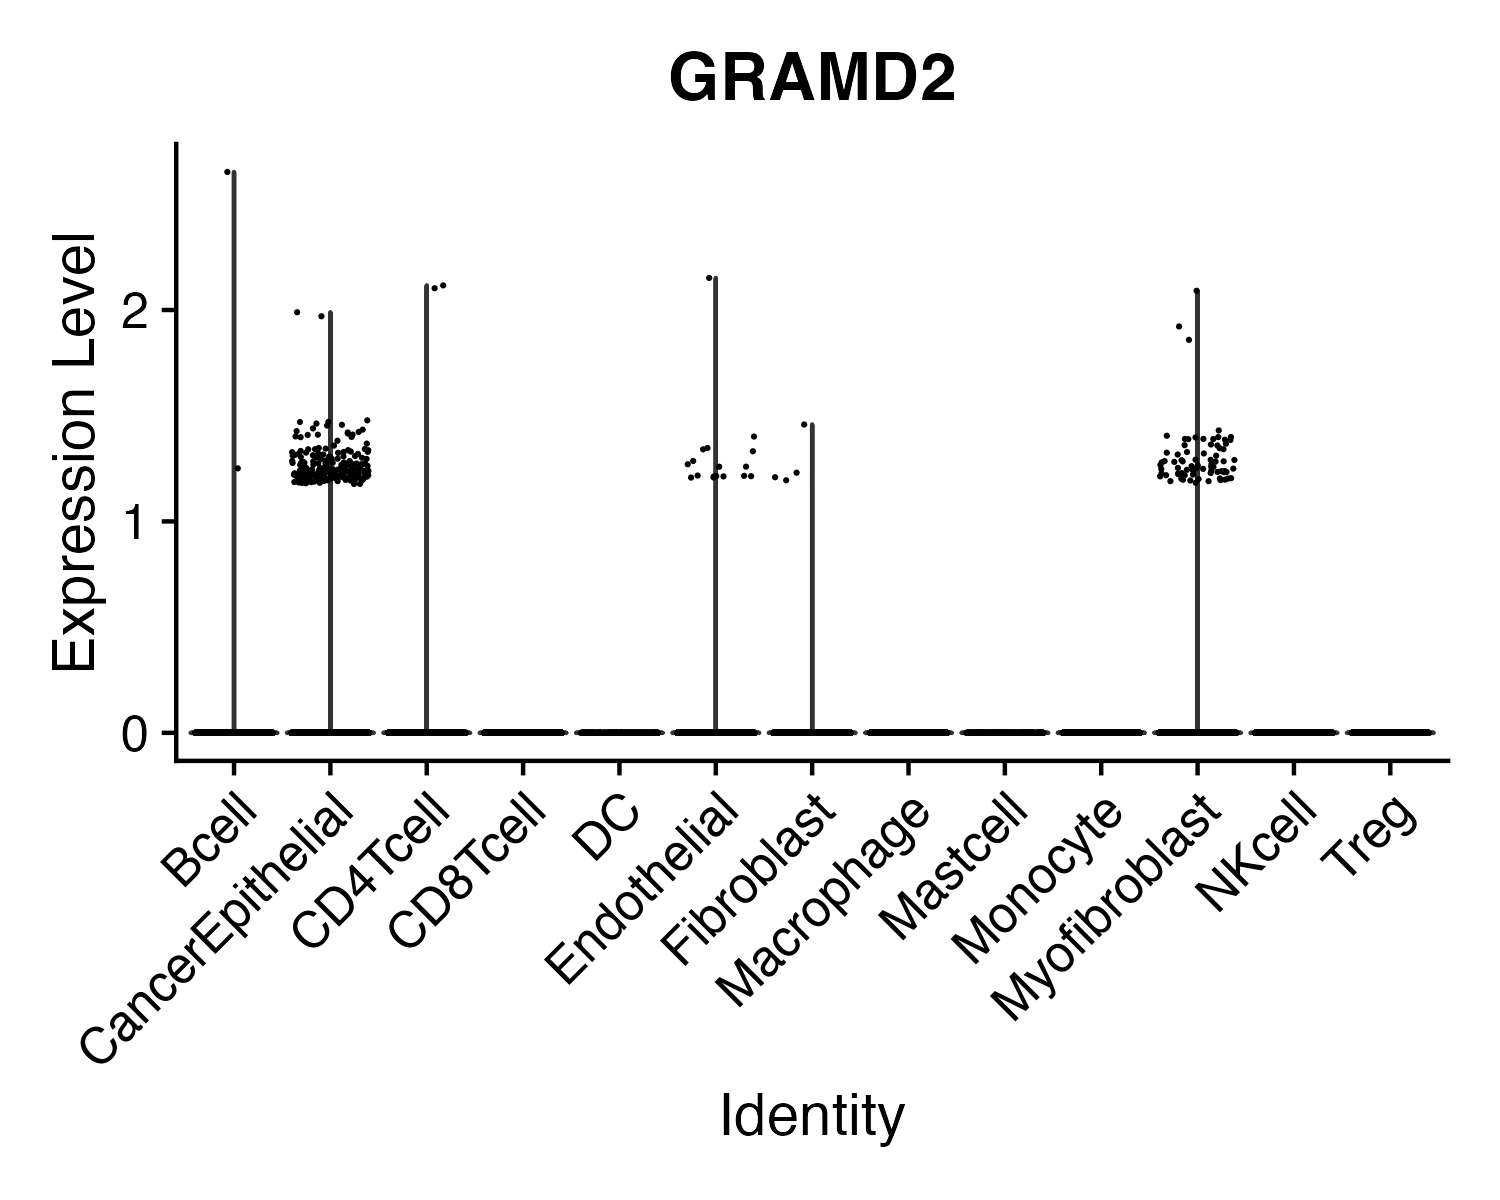 GRAMD2
Expression Level
2
1
0
Bcell
CancerEpithelial
CD4Tcell
CD8Tcell
DC
Endothelial
Fibroblast
Macrophage
Mastcell
Monocyte
Myofibroblast
NKcell
Treg
Identity